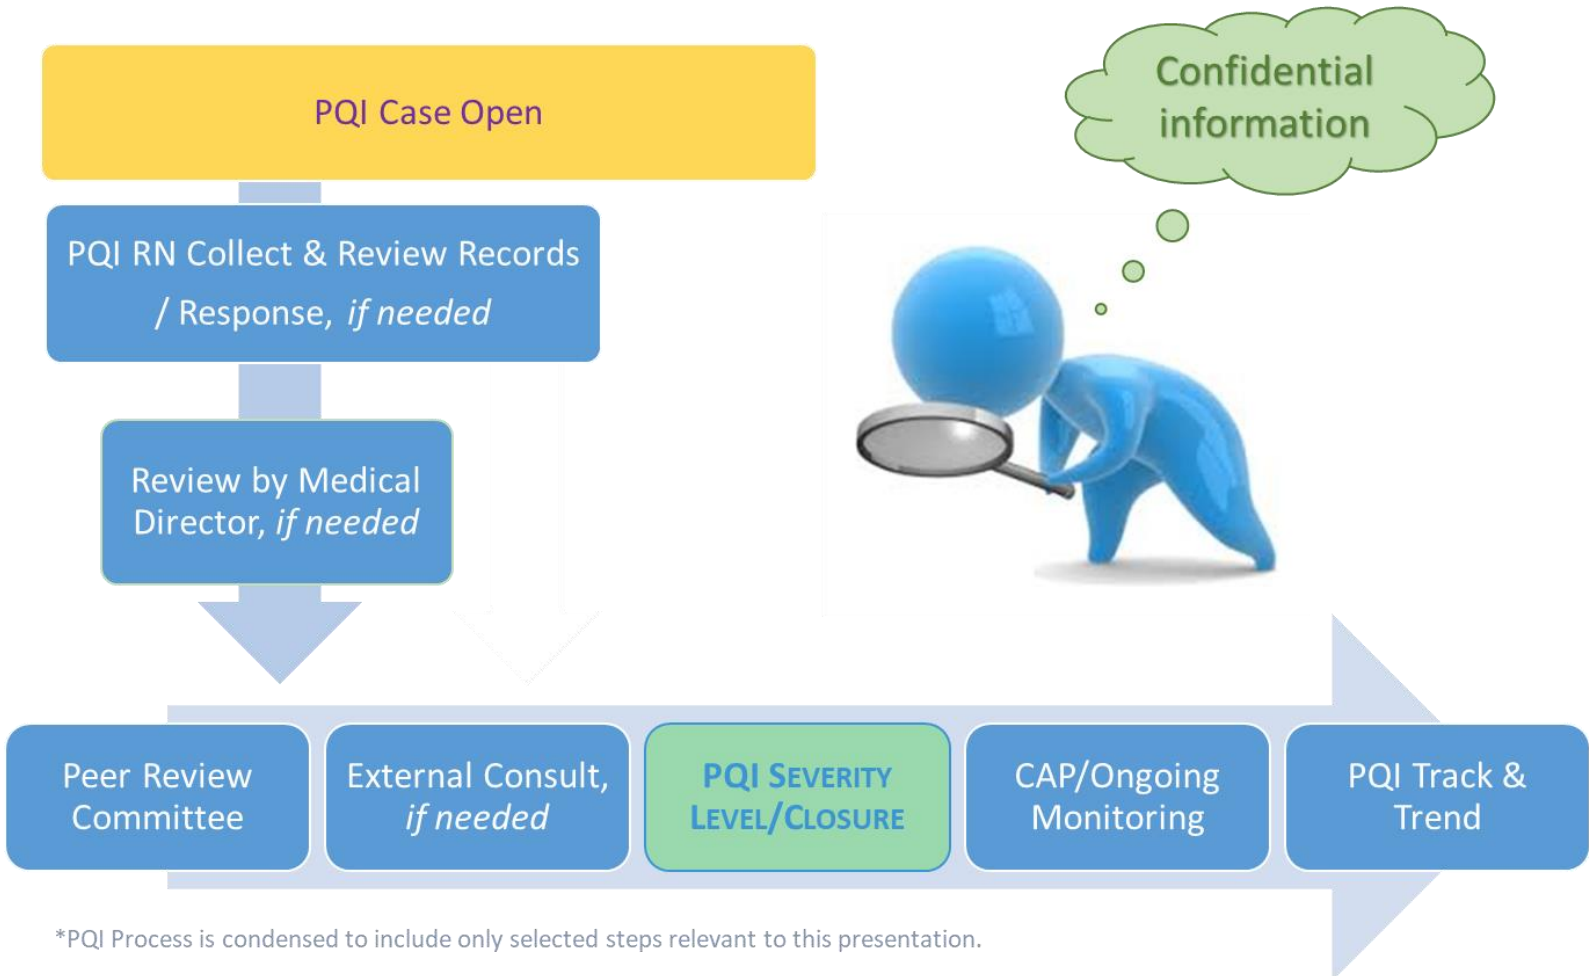 PQI Case Open
Confidential
information
PQI RN Collect & Review Records
/ Response, if needed
Review by Medical
Director, if needed
Peer Review
Committee
External Consult,
if needed
PQI SEVERITY
LEVEL/CLOSURE
CAP/Ongoing
Monitoring
PQI Track &
Trend
*PQI Process is condensed to include only selected steps relevant to this presentation.